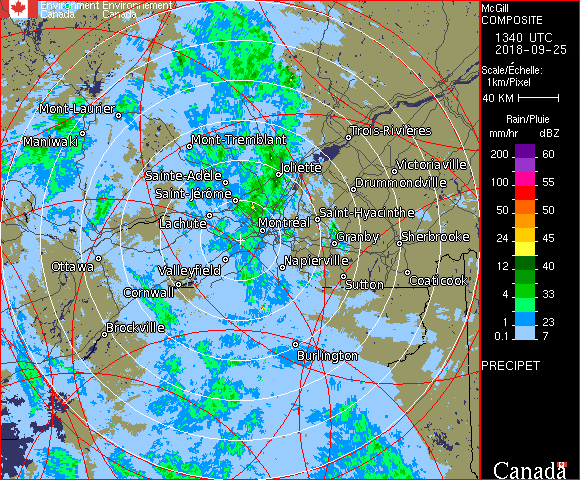 Environment Environnement
Canada Canada
McGill
COMPOSITE
1340 UTC
2018-09-25
Scale/Échelle:
1km/Pixel
40 KM
Rain/Pluie
mm/hr dBZ
200 60
100 55
50 50
24 45
12 40
4 33
1 23
0.1 7
PRECIPET
Mont-Laurier
Maniwaki
Mont-Tremblant
Trois-Rivières
Joliette
Victoriaville
Sainte-Adèle
Drummondville
Saint-Jérôme
Saint-Hyacinthe
Lachute
Montréal
Granby
Sherbrooke
Ottawa
Valleyfield
Napierville
Coaticook
Cornwall
Sutton
Brockville
Burlington
Canada